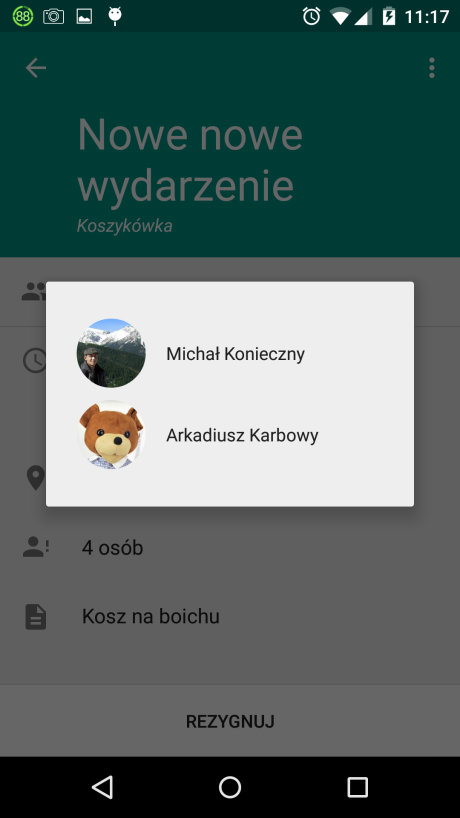 88
11:17
Nowe nowe
wydarzenie
Koszykówka
Michał Konieczny
Arkadiusz Karbowy
4 osób
Kosz na boichu
REZYGNUJ